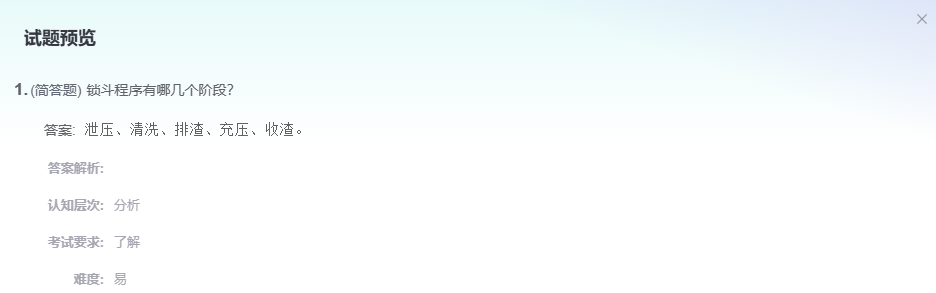 试题预览
1. (简答题) 锁斗程序有哪几个阶段?
答案: 泄压、清洗、排渣、充压、收渣。
答案解析:
认知层次: 分析
考试要求: 了解
难度: 易